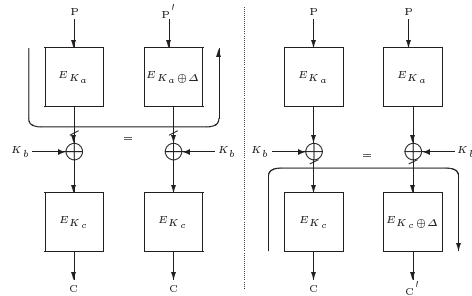 P P′ P P
E_{K_a} E_{K_a⊕Δ} E_{K_a} E_{K_a}
= =
K_b K_b K_b K_b
E_{K_c} E_{K_c} E_{K_c} E_{K_c⊕Δ}
C C C C′